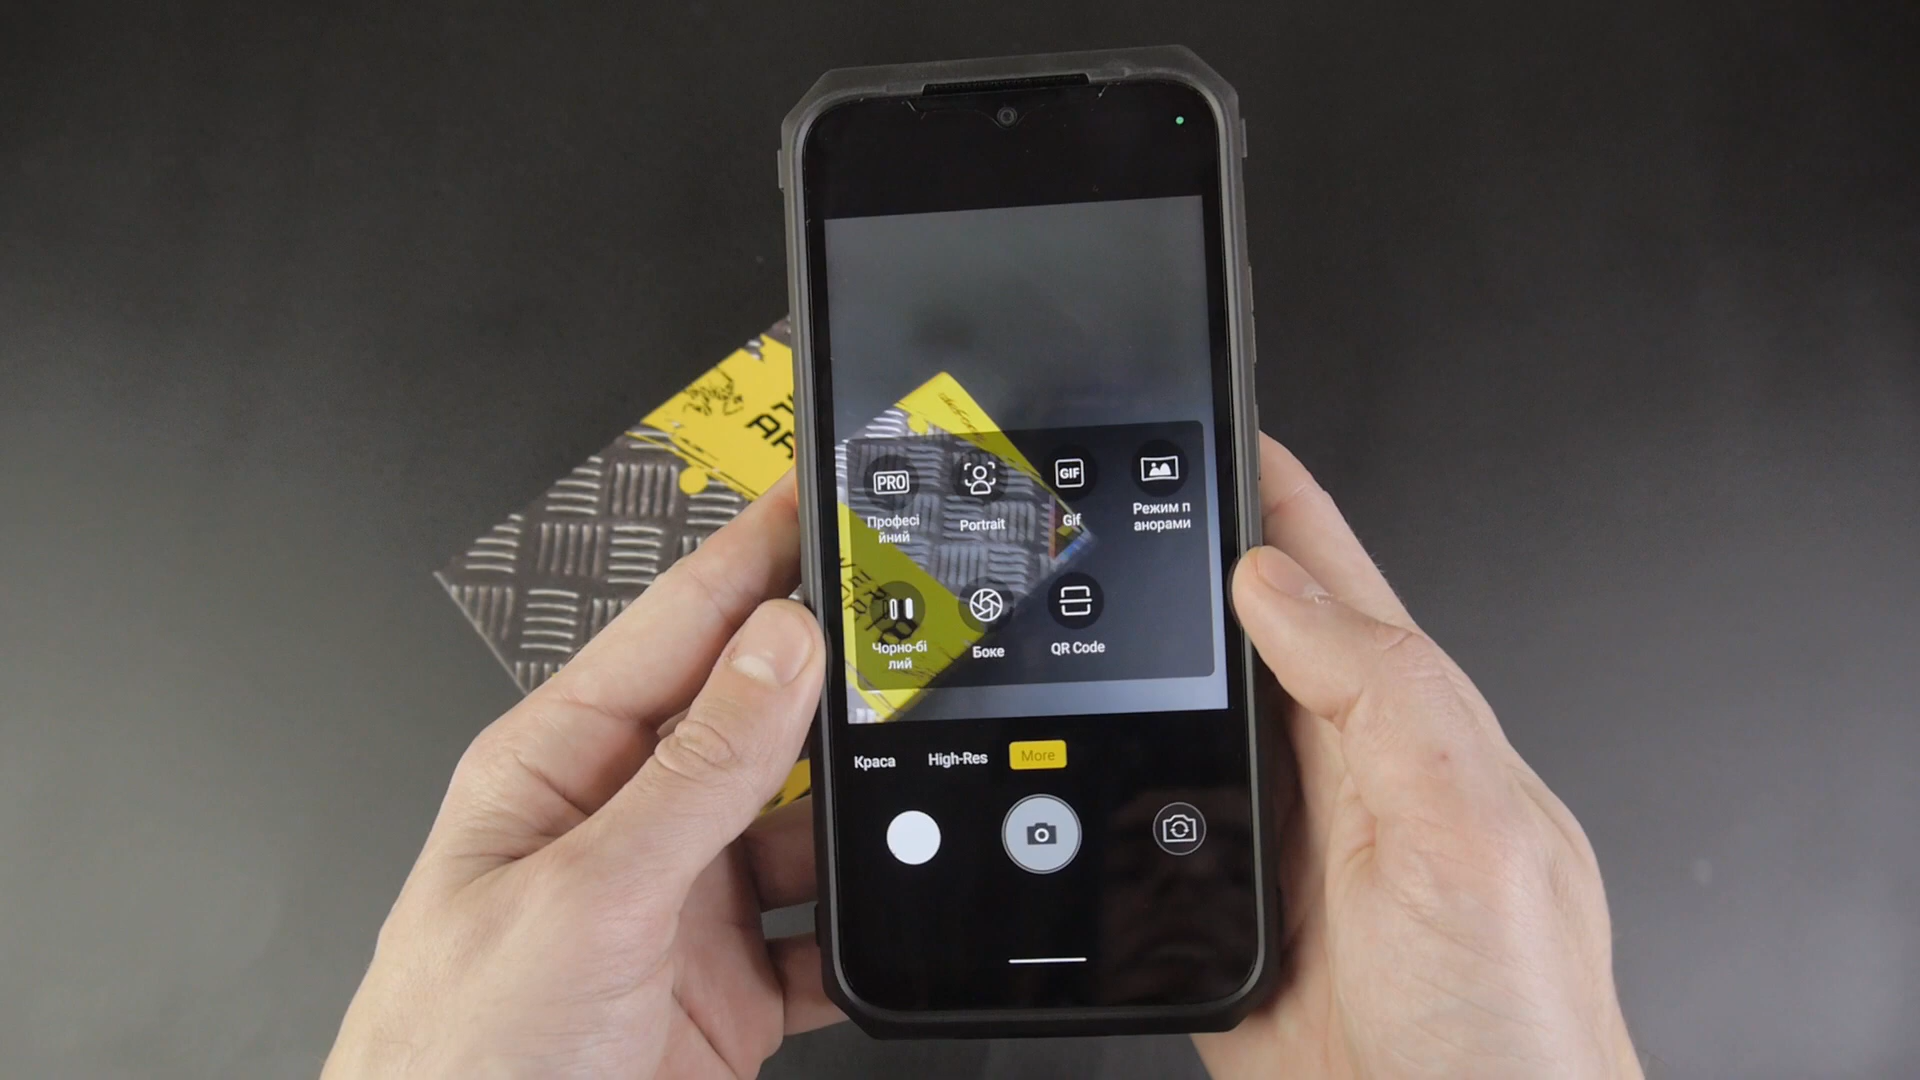 PRO
GIF
Професі
йний
Portrait
Gif
Режим п
анорами
Чорно-бі
лий
Боке
QR Code
Краса
High-Res
More